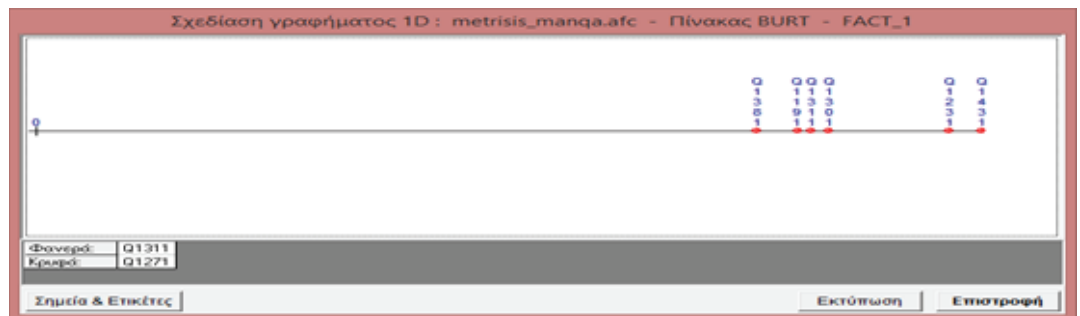 Σχεδίαση γραφήματος 1D : metrisis_manqa.afc - Πίνακας BURT - FACT_1
0
Q1381
Q1191
Q1311
Q1301
Q1231
Q1431
Φανερά: Q1311
Κρυφά: Q1271
Σημεία & Ετικέτες
Εκτύπωση
Επιστροφή